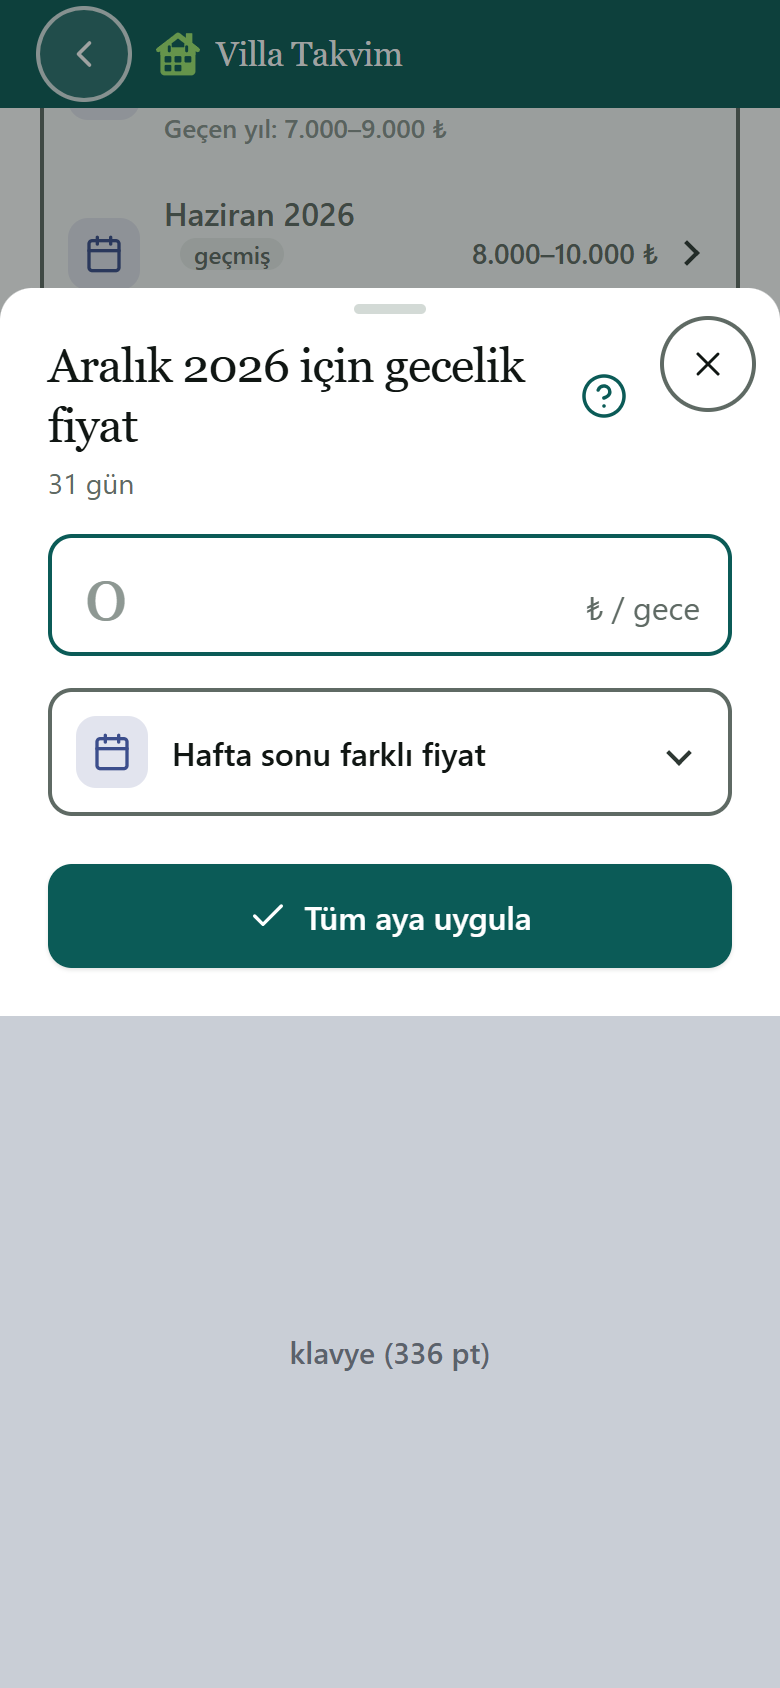 Villa Takvim
Geçen yıl: 7.000–9.000 ₺
Haziran 2026
geçmiş
8.000–10.000 ₺
Aralık 2026 için gecelik
fiyat
?
31 gün
0
₺ / gece
Hafta sonu farklı fiyat
Tüm aya uygula
klavye (336 pt)